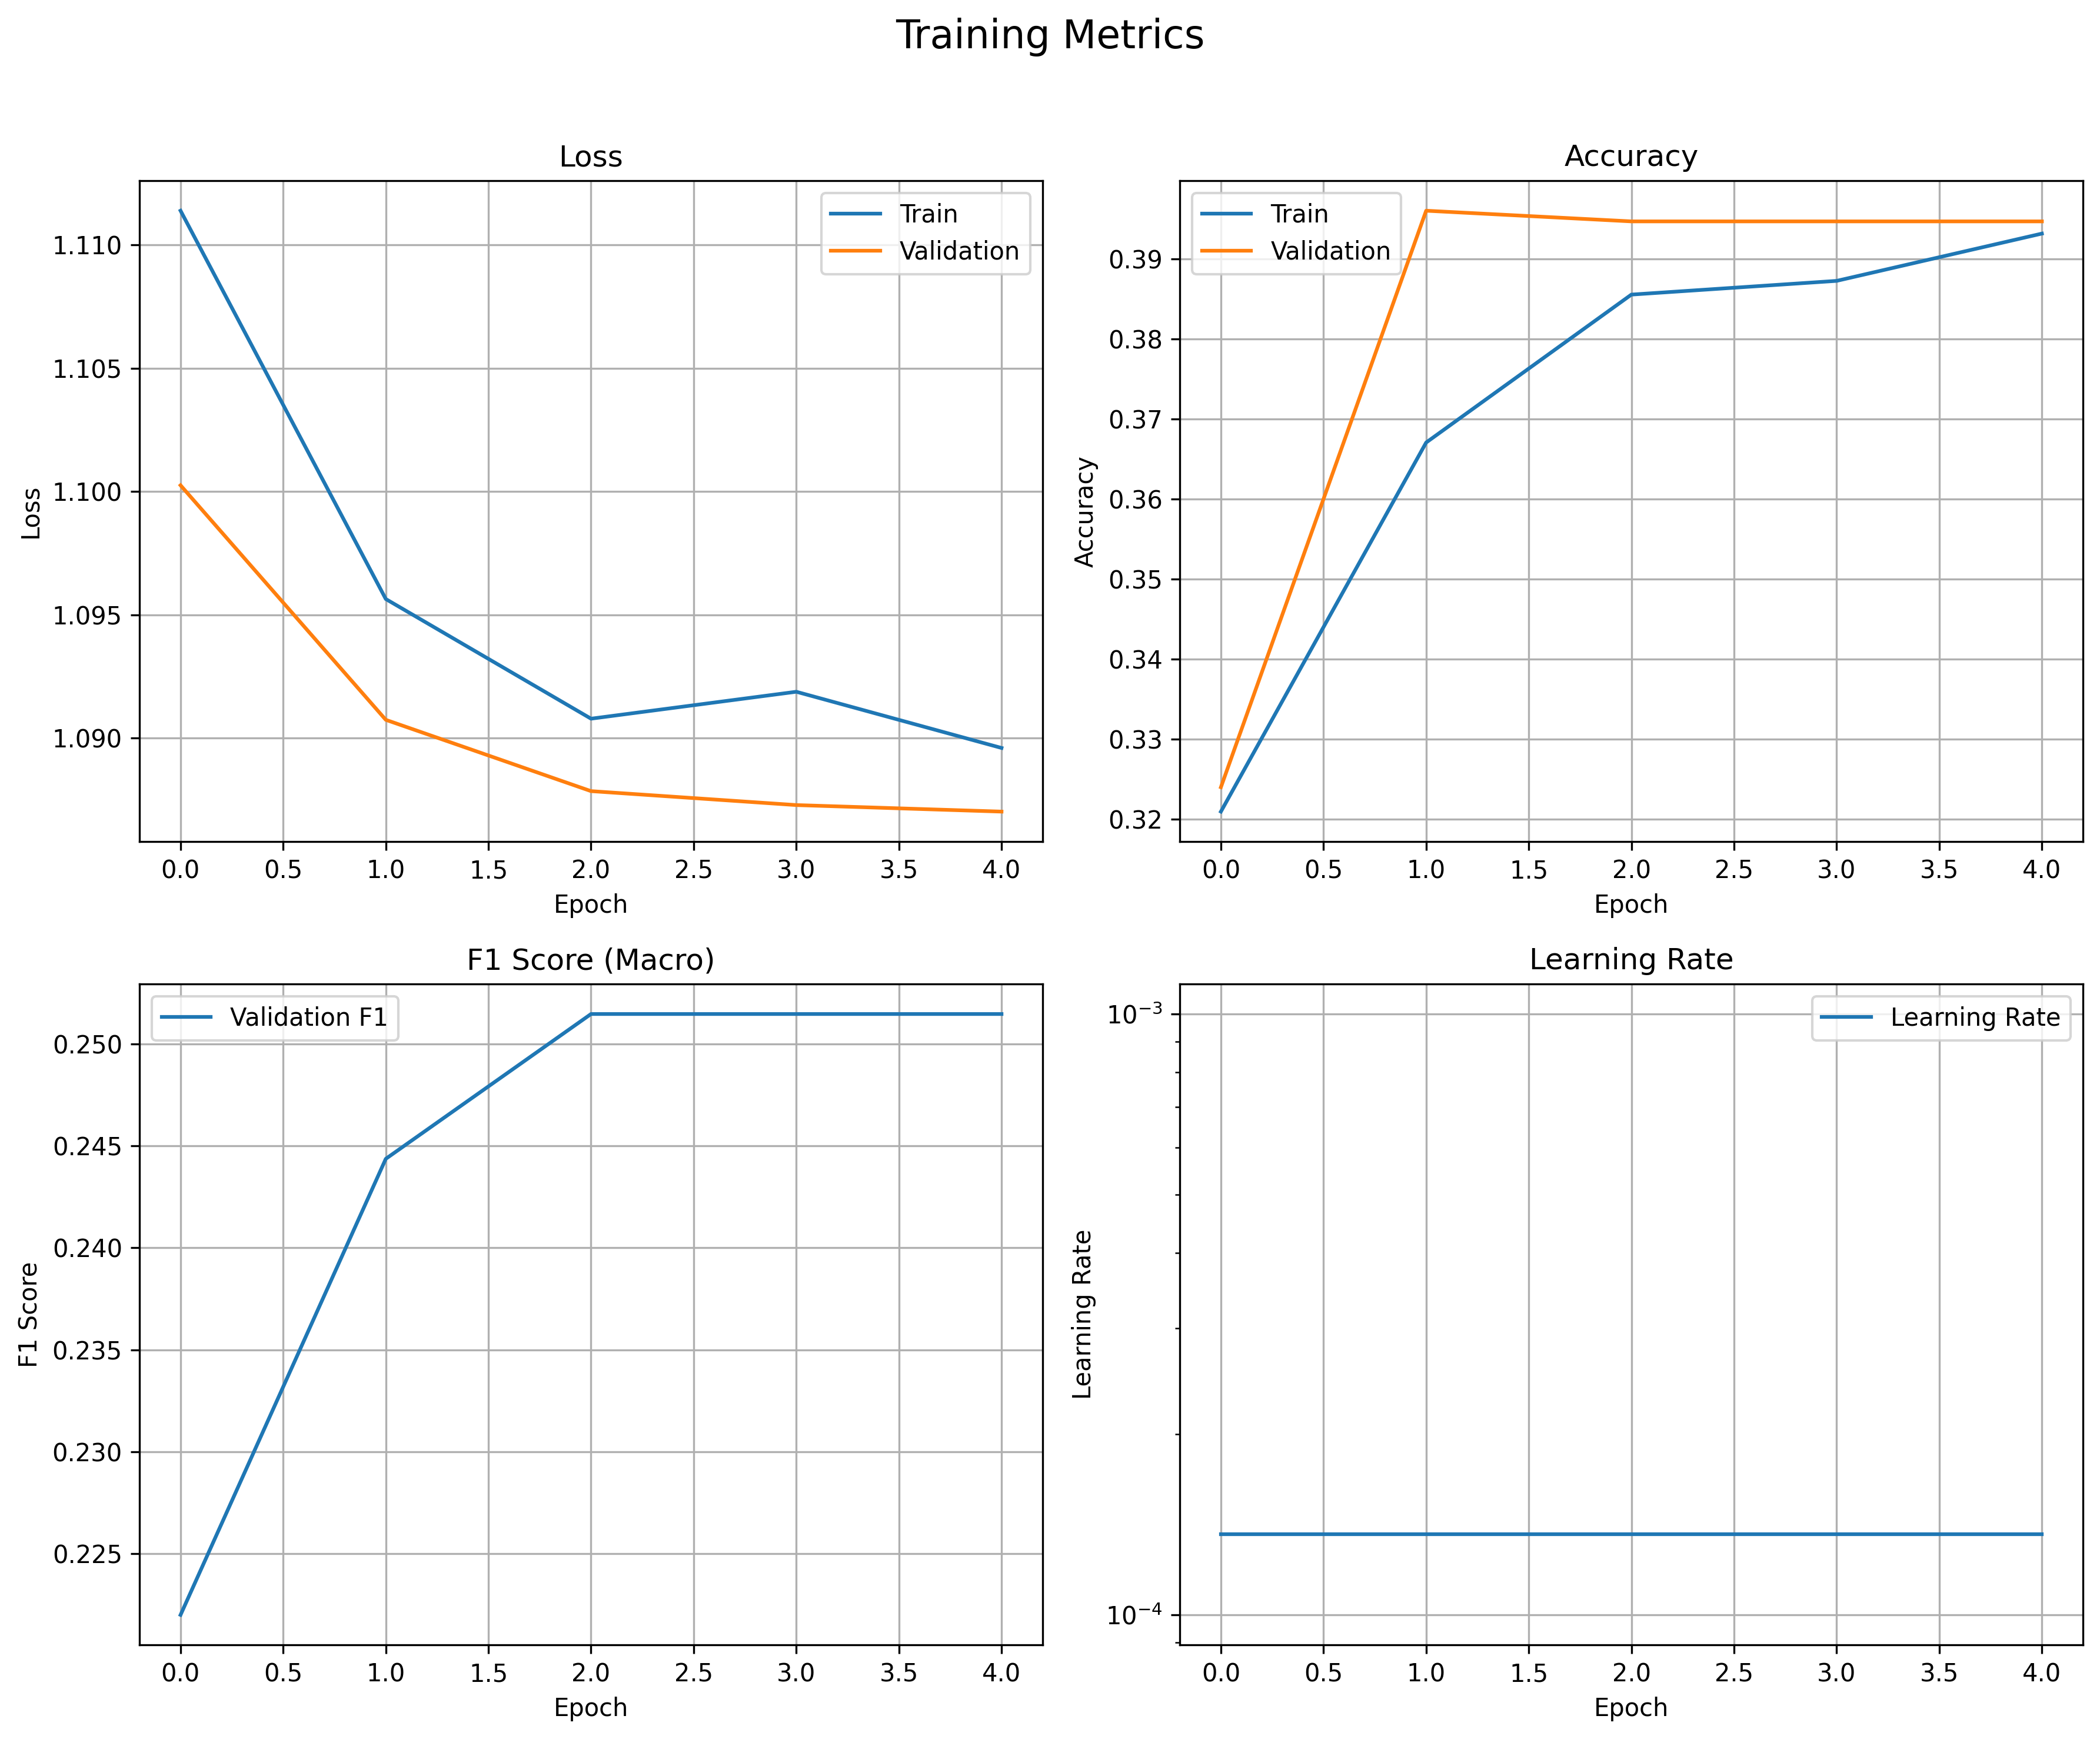 Training Metrics
Loss
Train
Validation
1.110
1.105
1.100
1.095
1.090
Loss
0.0 0.5 1.0 1.5 2.0 2.5 3.0 3.5 4.0
Epoch
Accuracy
Train
Validation
0.39
0.38
0.37
0.36
0.35
0.34
0.33
0.32
Accuracy
0.0 0.5 1.0 1.5 2.0 2.5 3.0 3.5 4.0
Epoch
F1 Score (Macro)
Validation F1
0.250
0.245
0.240
0.235
0.230
0.225
F1 Score
0.0 0.5 1.0 1.5 2.0 2.5 3.0 3.5 4.0
Epoch
Learning Rate
Learning Rate
10⁻³
10⁻⁴
Learning Rate
0.0 0.5 1.0 1.5 2.0 2.5 3.0 3.5 4.0
Epoch